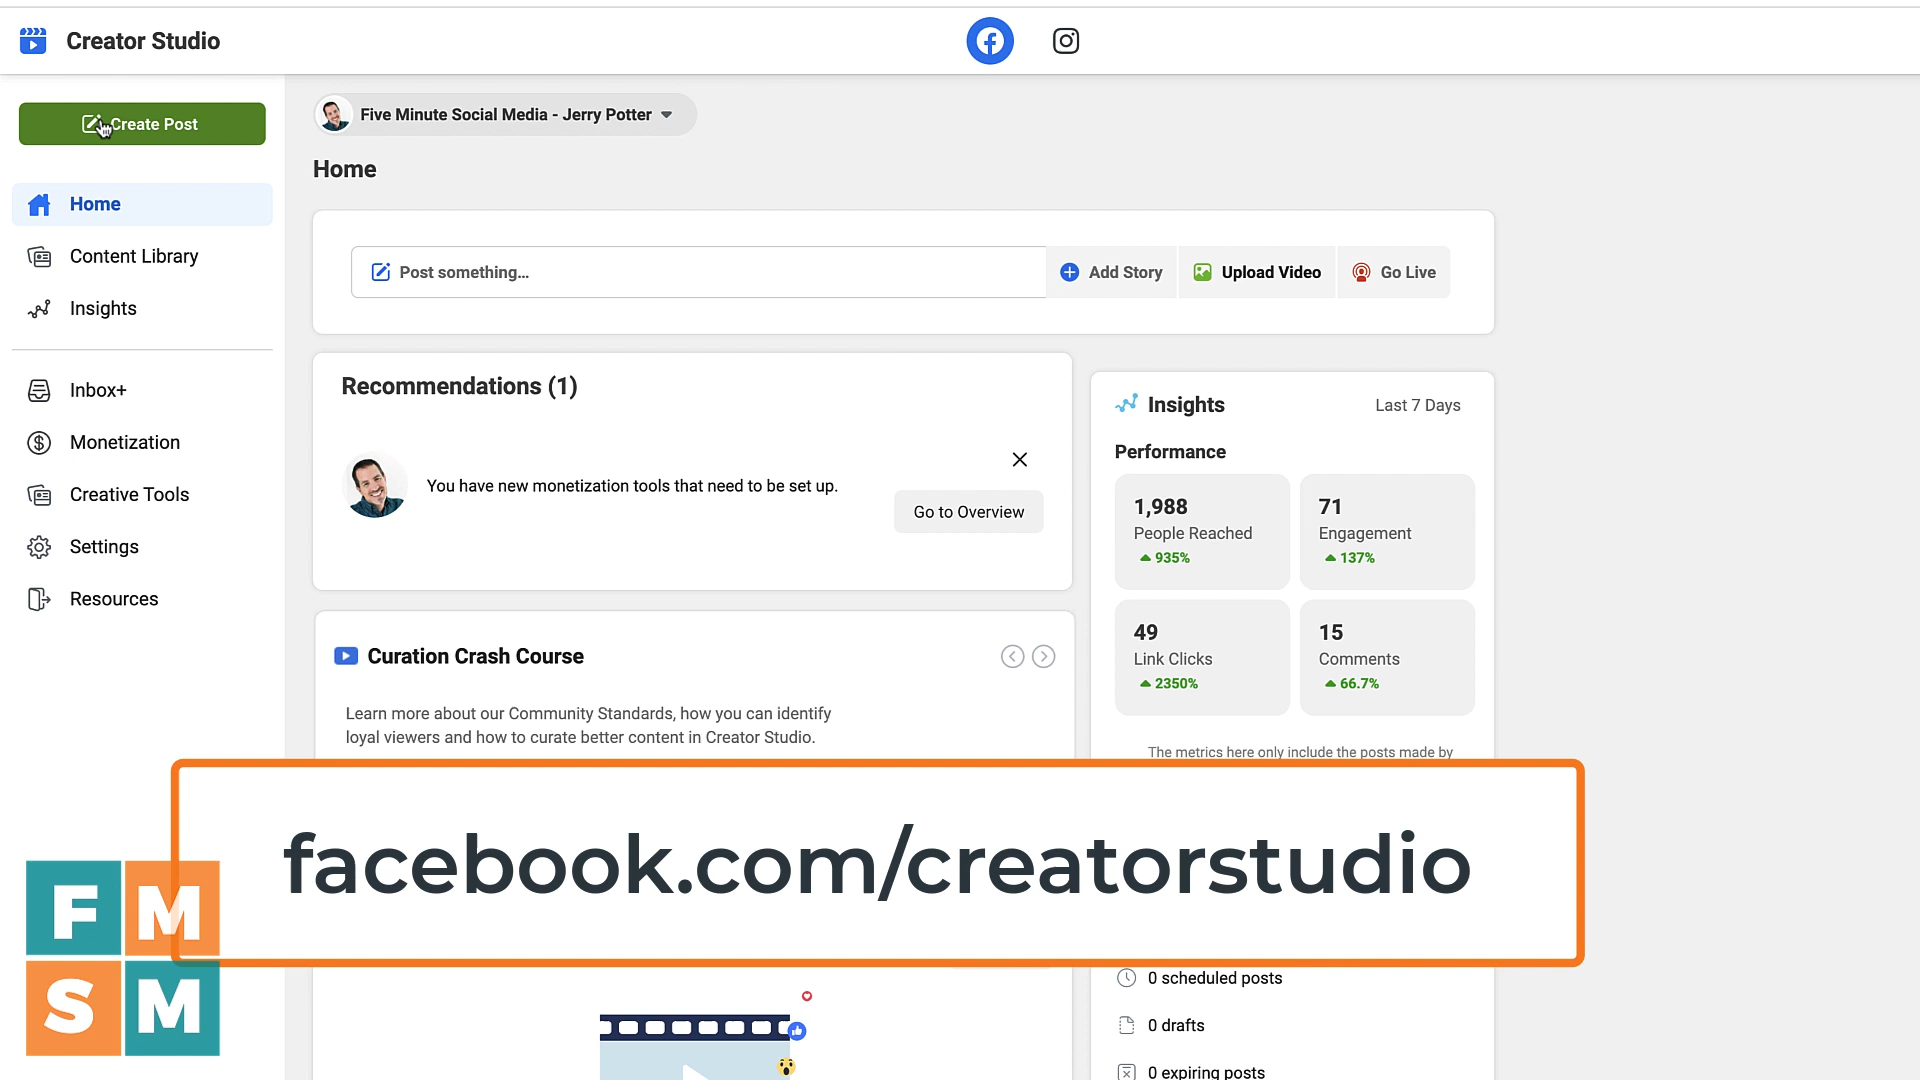 Creator Studio
Create Post
Five Minute Social Media - Jerry Potter
Home
Home
Content Library
Insights
Inbox+
Monetization
Creative Tools
Settings
Resources
Post something...
Add Story
Upload Video
Go Live
Recommendations (1)
You have new monetization tools that need to be set up.
Go to Overview
Insights
Last 7 Days
Performance
1,988
People Reached
935%
71
Engagement
137%
49
Link Clicks
2350%
15
Comments
66.7%
The metrics here only include the posts made by
Curation Crash Course
Learn more about our Community Standards, how you can identify
loyal viewers and how to curate better content in Creator Studio.
facebook.com/creatorstudio
F M
S M
0 scheduled posts
0 drafts
0 expiring posts